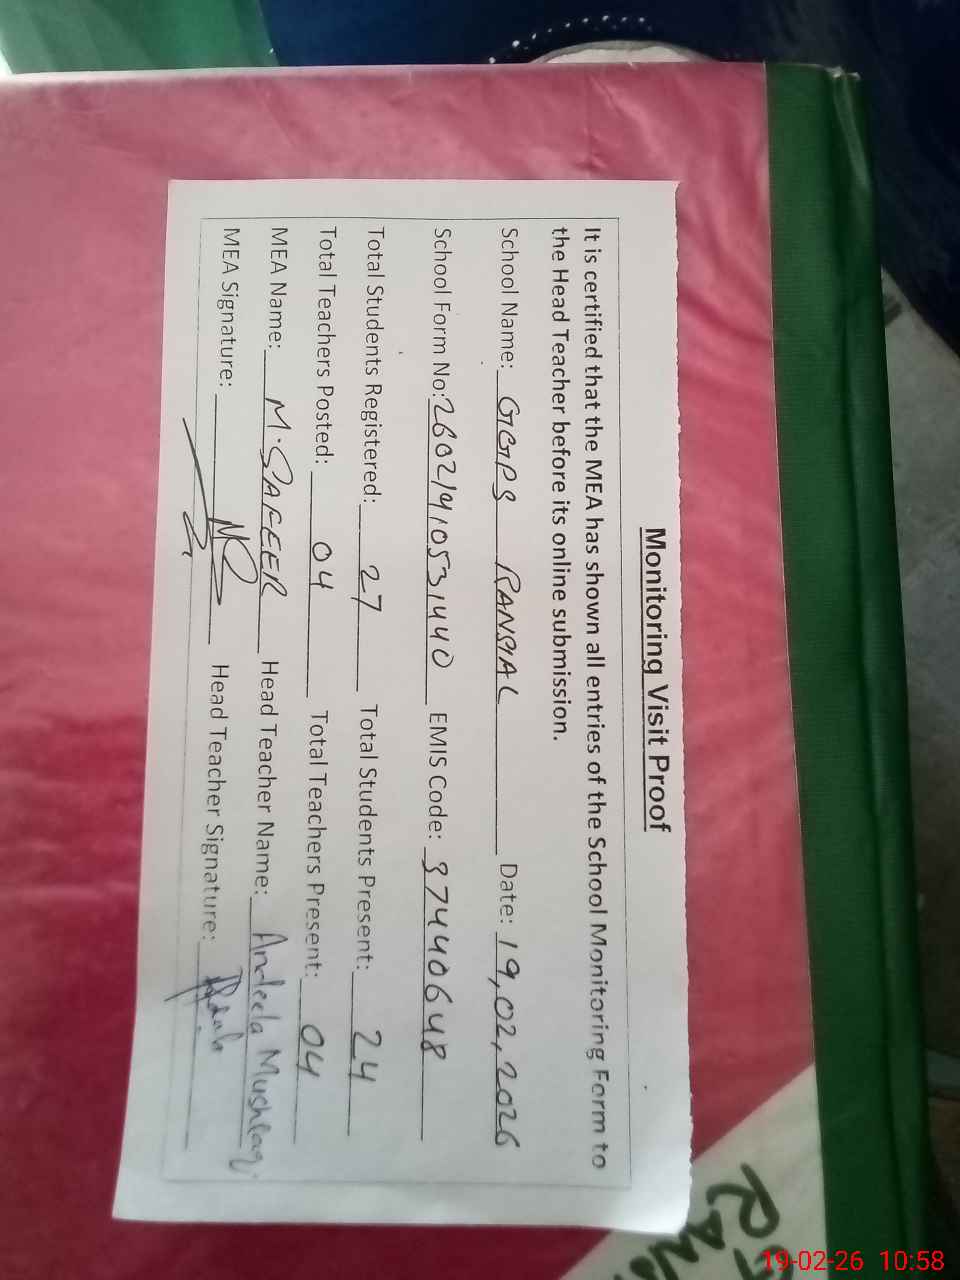 Monitoring Visit Proof
It is certified that the MEA has shown all entries of the School Monitoring Form to
the Head Teacher before its online submission.
School Name: GGPS RANSIAL Date: 19,02,2026
School Form No: 26021910531440 EMIS Code: 37440648
Total Students Registered: 27 Total Students Present: 24
Total Teachers Posted: 04 Total Teachers Present: 04
MEA Name: M.SAFEER Head Teacher Name: Andeela Mushtaq.
MEA Signature: Head Teacher Signature:
19-02-26 10:58